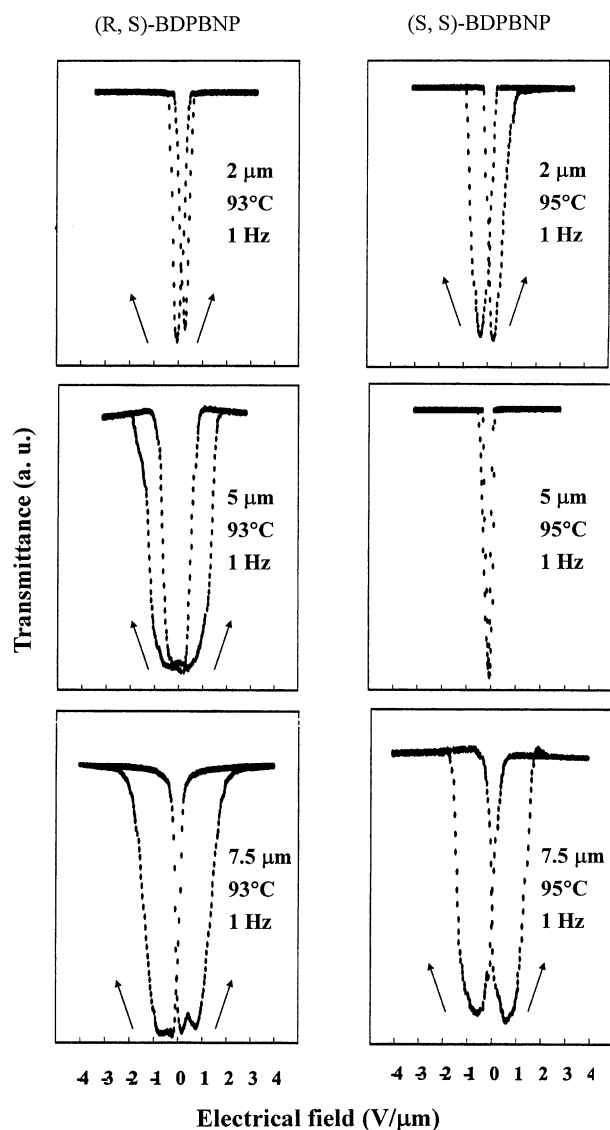 (R, S)-BDPBNP
(S, S)-BDPBNP
2 μm
93°C
1 Hz
2 μm
95°C
1 Hz
5 μm
93°C
1 Hz
5 μm
95°C
1 Hz
7.5 μm
93°C
1 Hz
7.5 μm
95°C
1 Hz
Transmittance (a. u.)
-4 -3 -2 -1 0 1 2 3 4
-4 -3 -2 -1 0 1 2 3 4
Electrical field (V/μm)